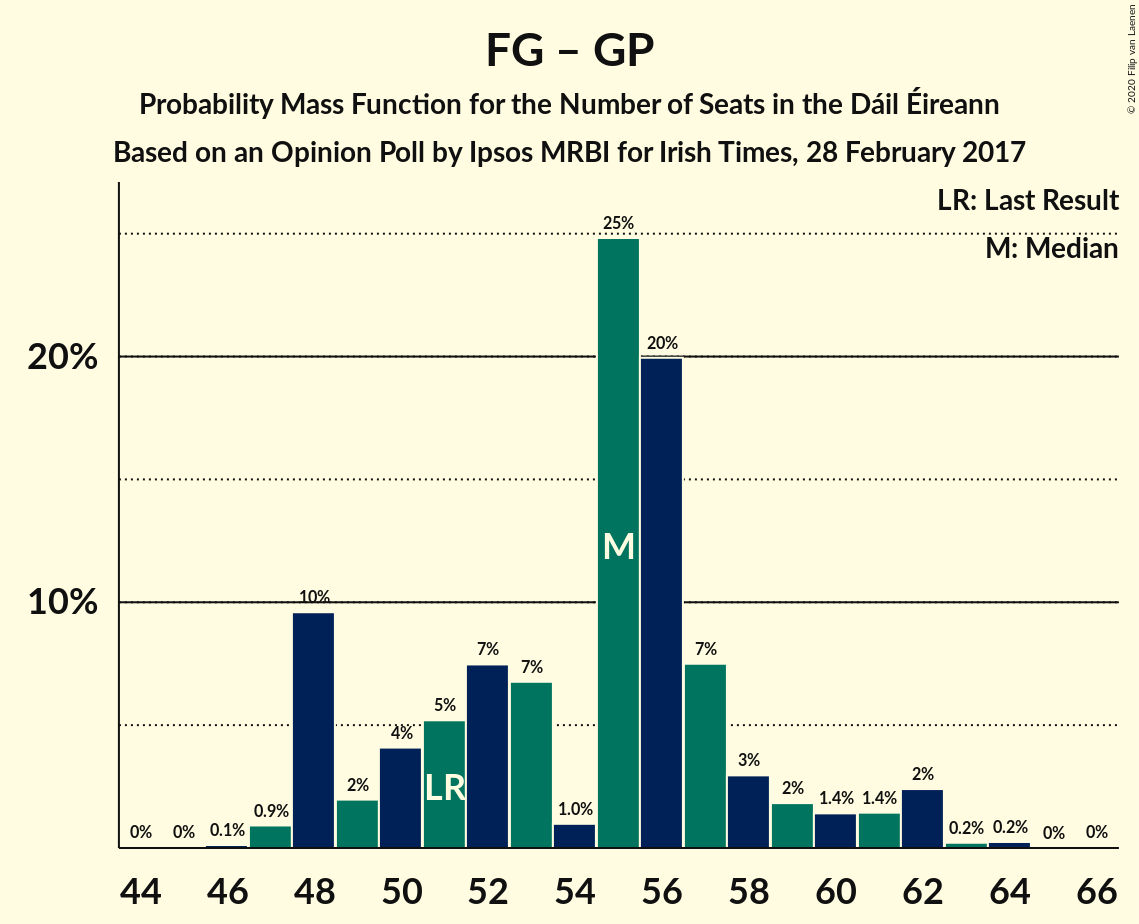 FG – GP
Probability Mass Function for the Number of Seats in the Dáil Éireann
Based on an Opinion Poll by Ipsos MRBI for Irish Times, 28 February 2017
© 2020 Filip van Laenen
LR: Last Result
M: Median
20%
10%
0%
0%
0.1%
0.9%
10%
2%
4%
5%
7%
7%
1.0%
25%
20%
7%
3%
2%
1.4%
1.4%
2%
0.2%
0.2%
0%
0%
LR
M
44 46 48 50 52 54 56 58 60 62 64 66